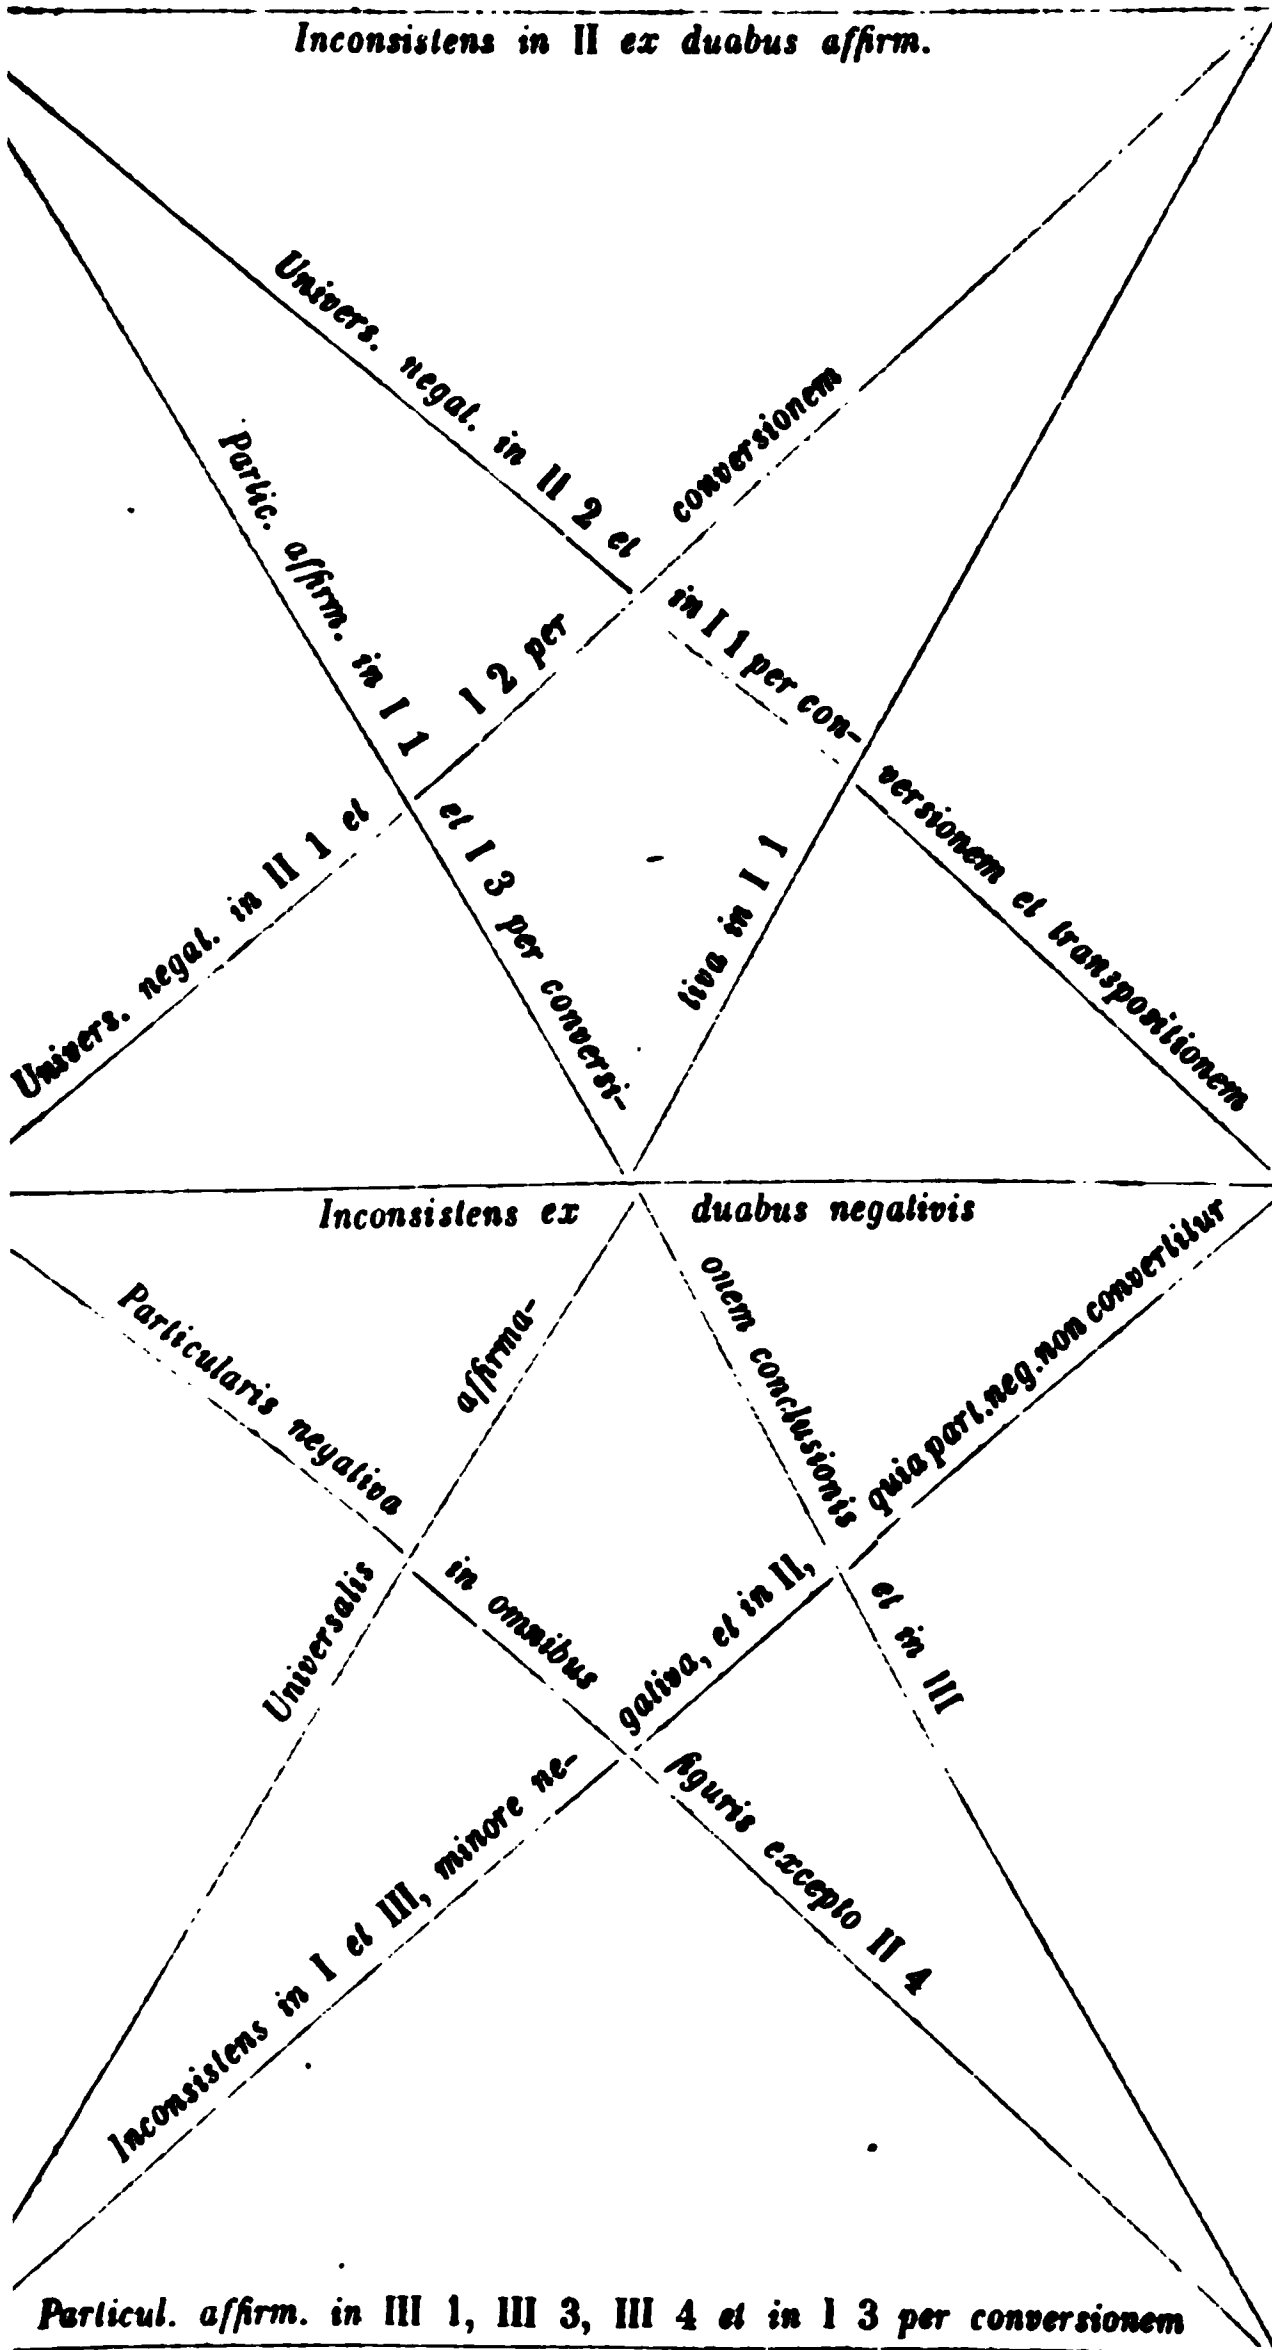 Inconsistens in II ex duabus affirm.
Univers. negat. in II 2 et in I 1 per con-versionem et transpositionem
Partic. affirm. in I 1 et I 3 per conversi-onem conclusionis et in III
Univers. negat. in II 1 et I 2 per conversionem
Universalis affirma-tiva in I 1
Inconsistens ex duabus negativis
Particularis negativa in omnibus figuris excepto II 4
Inconsistens in I et III, minore ne-gativa, et in II, quia part. neg. non convertitur
Particul. affirm. in III 1, III 3, III 4 et in I 3 per conversionem